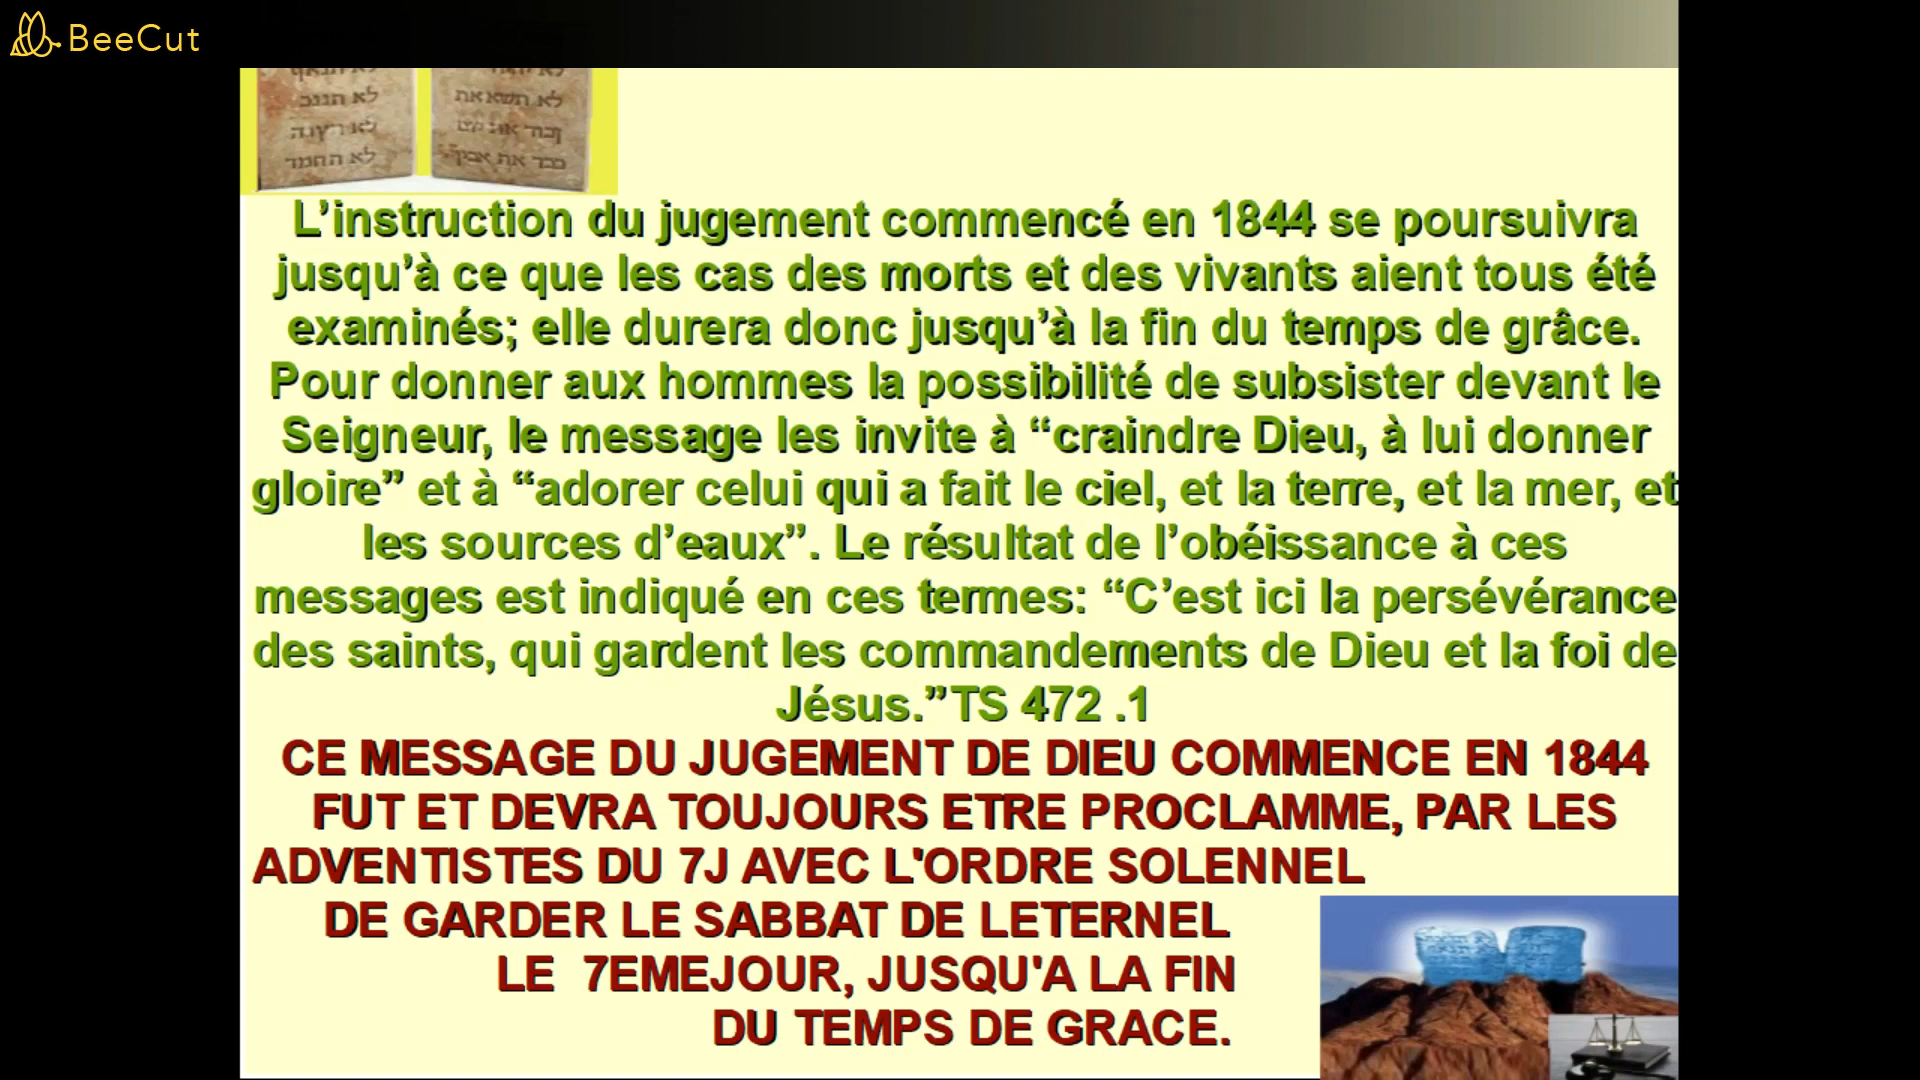 BeeCut
לא תגנב
לא תשא את
לא תחמד
L’instruction du jugement commencé en 1844 se poursuivra
jusqu’à ce que les cas des morts et des vivants aient tous été
examinés; elle durera donc jusqu’à la fin du temps de grâce.
Pour donner aux hommes la possibilité de subsister devant le
Seigneur, le message les invite à “craindre Dieu, à lui donner
gloire” et à “adorer celui qui a fait le ciel, et la terre, et la mer, et
les sources d’eaux”. Le résultat de l’obéissance à ces
messages est indiqué en ces termes: “C’est ici la persévérance
des saints, qui gardent les commandements de Dieu et la foi de
Jésus.”TS 472 .1
CE MESSAGE DU JUGEMENT DE DIEU COMMENCE EN 1844
FUT ET DEVRA TOUJOURS ETRE PROCLAMME, PAR LES
ADVENTISTES DU 7J AVEC L'ORDRE SOLENNEL
DE GARDER LE SABBAT DE LETERNEL
LE 7EMEJOUR, JUSQU'A LA FIN
DU TEMPS DE GRACE.